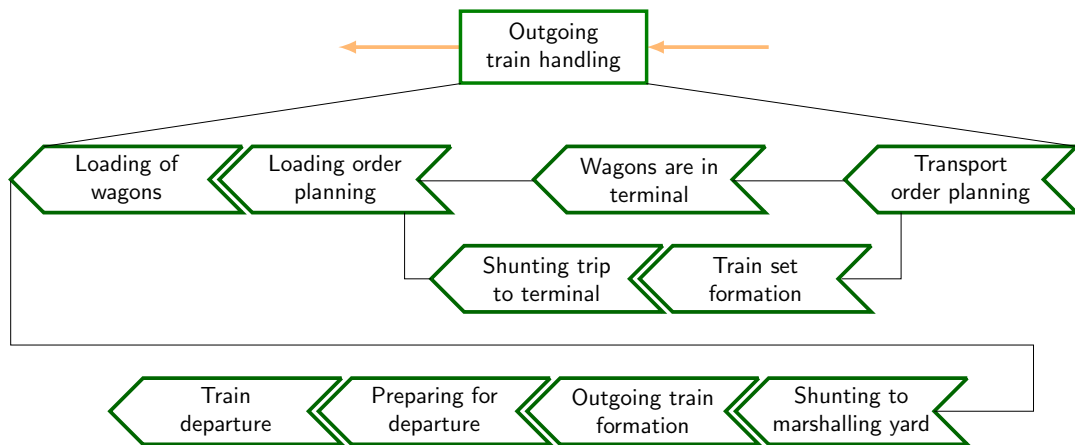 Outgoing
train handling
Loading of
wagons
Loading order
planning
Wagons are in
terminal
Transport
order planning
Shunting trip
to terminal
Train set
formation
Train
departure
Preparing for
departure
Outgoing train
formation
Shunting to
marshalling yard